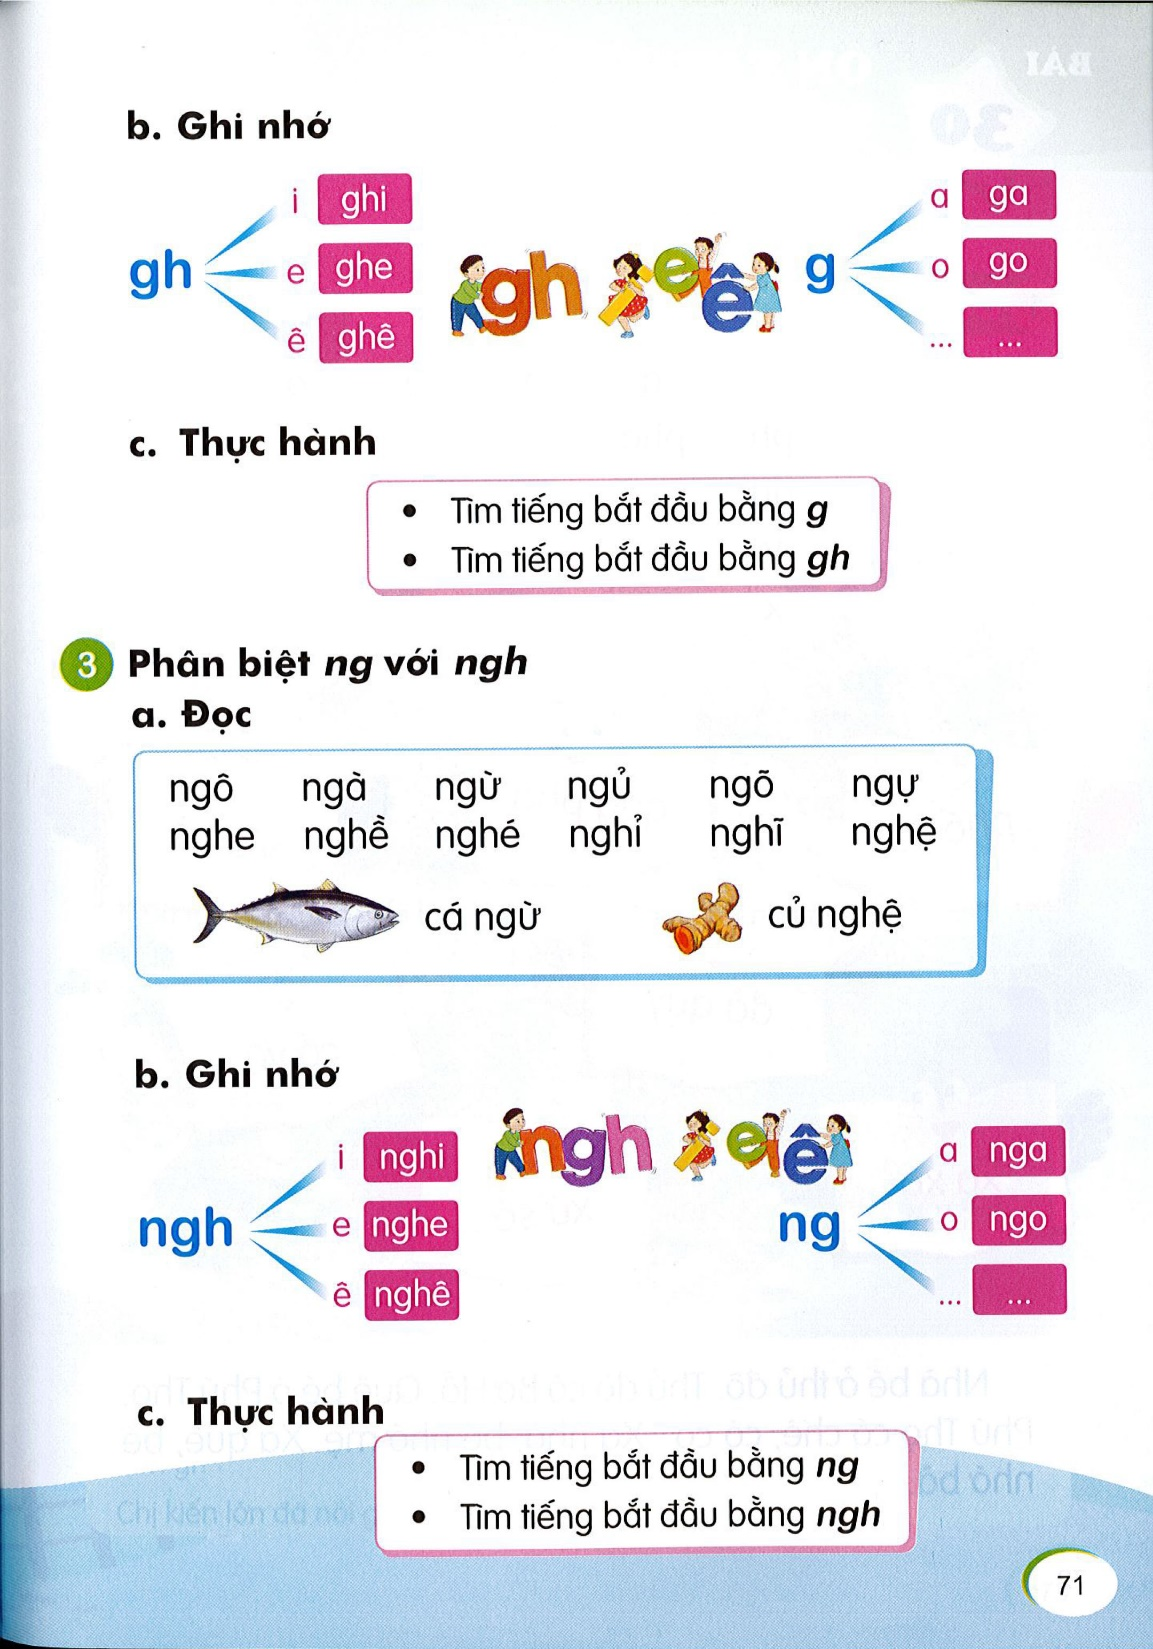 b. Ghi nhớ
gh
i ghi
e ghe
ê ghê
gh i e ê
g
a ga
o go
... ...
c. Thực hành
• Tìm tiếng bắt đầu bằng g
• Tìm tiếng bắt đầu bằng gh
3 Phân biệt ng với ngh
a. Đọc
ngô ngà ngừ ngủ ngõ ngự
nghe nghề nghé nghỉ nghĩ nghệ
cá ngừ củ nghệ
b. Ghi nhớ
ngh
i nghi
e nghe
ê nghê
ngh i e ê
ng
a nga
o ngo
... ...
c. Thực hành
• Tìm tiếng bắt đầu bằng ng
• Tìm tiếng bắt đầu bằng ngh
71